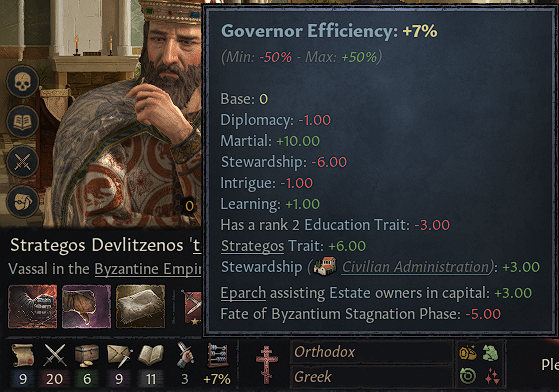 Governor Efficiency: +7%
(Min: -50% - Max: +50%)
Base: 0
Diplomacy: -1.00
Martial: +10.00
Stewardship: -6.00
Intrigue: -1.00
Learning: +1.00
Has a rank 2 Education Trait: -3.00
Strategos Trait: +6.00
Stewardship (Civilian Administration): +3.00
Eparch assisting Estate owners in capital: +3.00
Fate of Byzantium Stagnation Phase: -5.00
0
Strategos Devlitzenos 't
Vassal in the Byzantine Empi
9 20 6 9 11 3 +7%
Orthodox
Greek
Ple